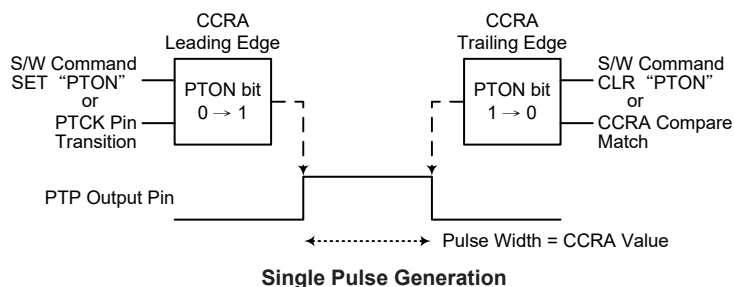 CCRA
Leading Edge
S/W Command
SET “PTON”
or
PTCK Pin
Transition
PTON bit
0 → 1
CCRA
Trailing Edge
PTON bit
1 → 0
S/W Command
CLR “PTON”
or
CCRA Compare
Match
PTP Output Pin
Pulse Width = CCRA Value
Single Pulse Generation